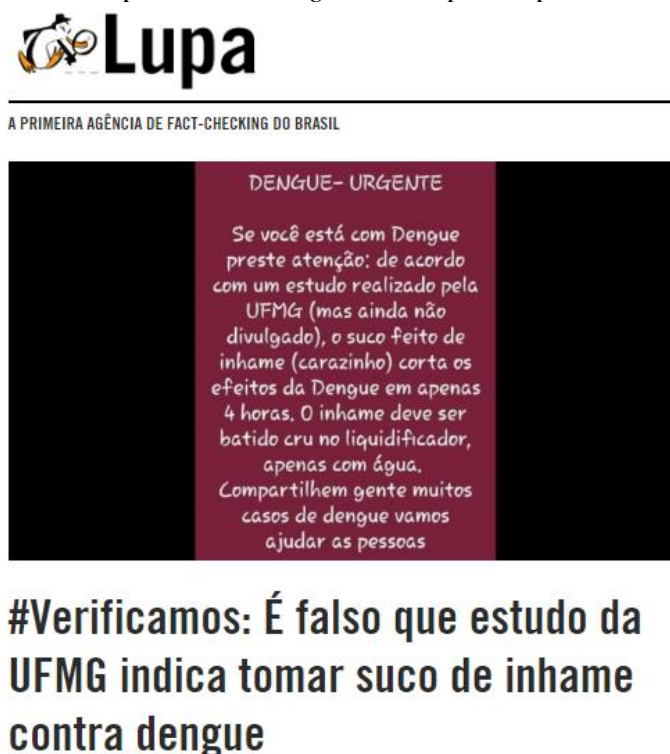 Lupa
A PRIMEIRA AGÊNCIA DE FACT-CHECKING DO BRASIL
DENGUE- URGENTE
Se você está com Dengue
preste atenção: de acordo
com um estudo realizado pela
UFMG (mas ainda não
divulgado), o suco feito de
inhame (carazinho) corta os
efeitos da Dengue em apenas
4 horas. O inhame deve ser
batido cru no liquidificador,
apenas com água.
Compartilhem gente muitos
casos de dengue vamos
ajudar as pessoas
#Verificamos: É falso que estudo da
UFMG indica tomar suco de inhame
contra dengue